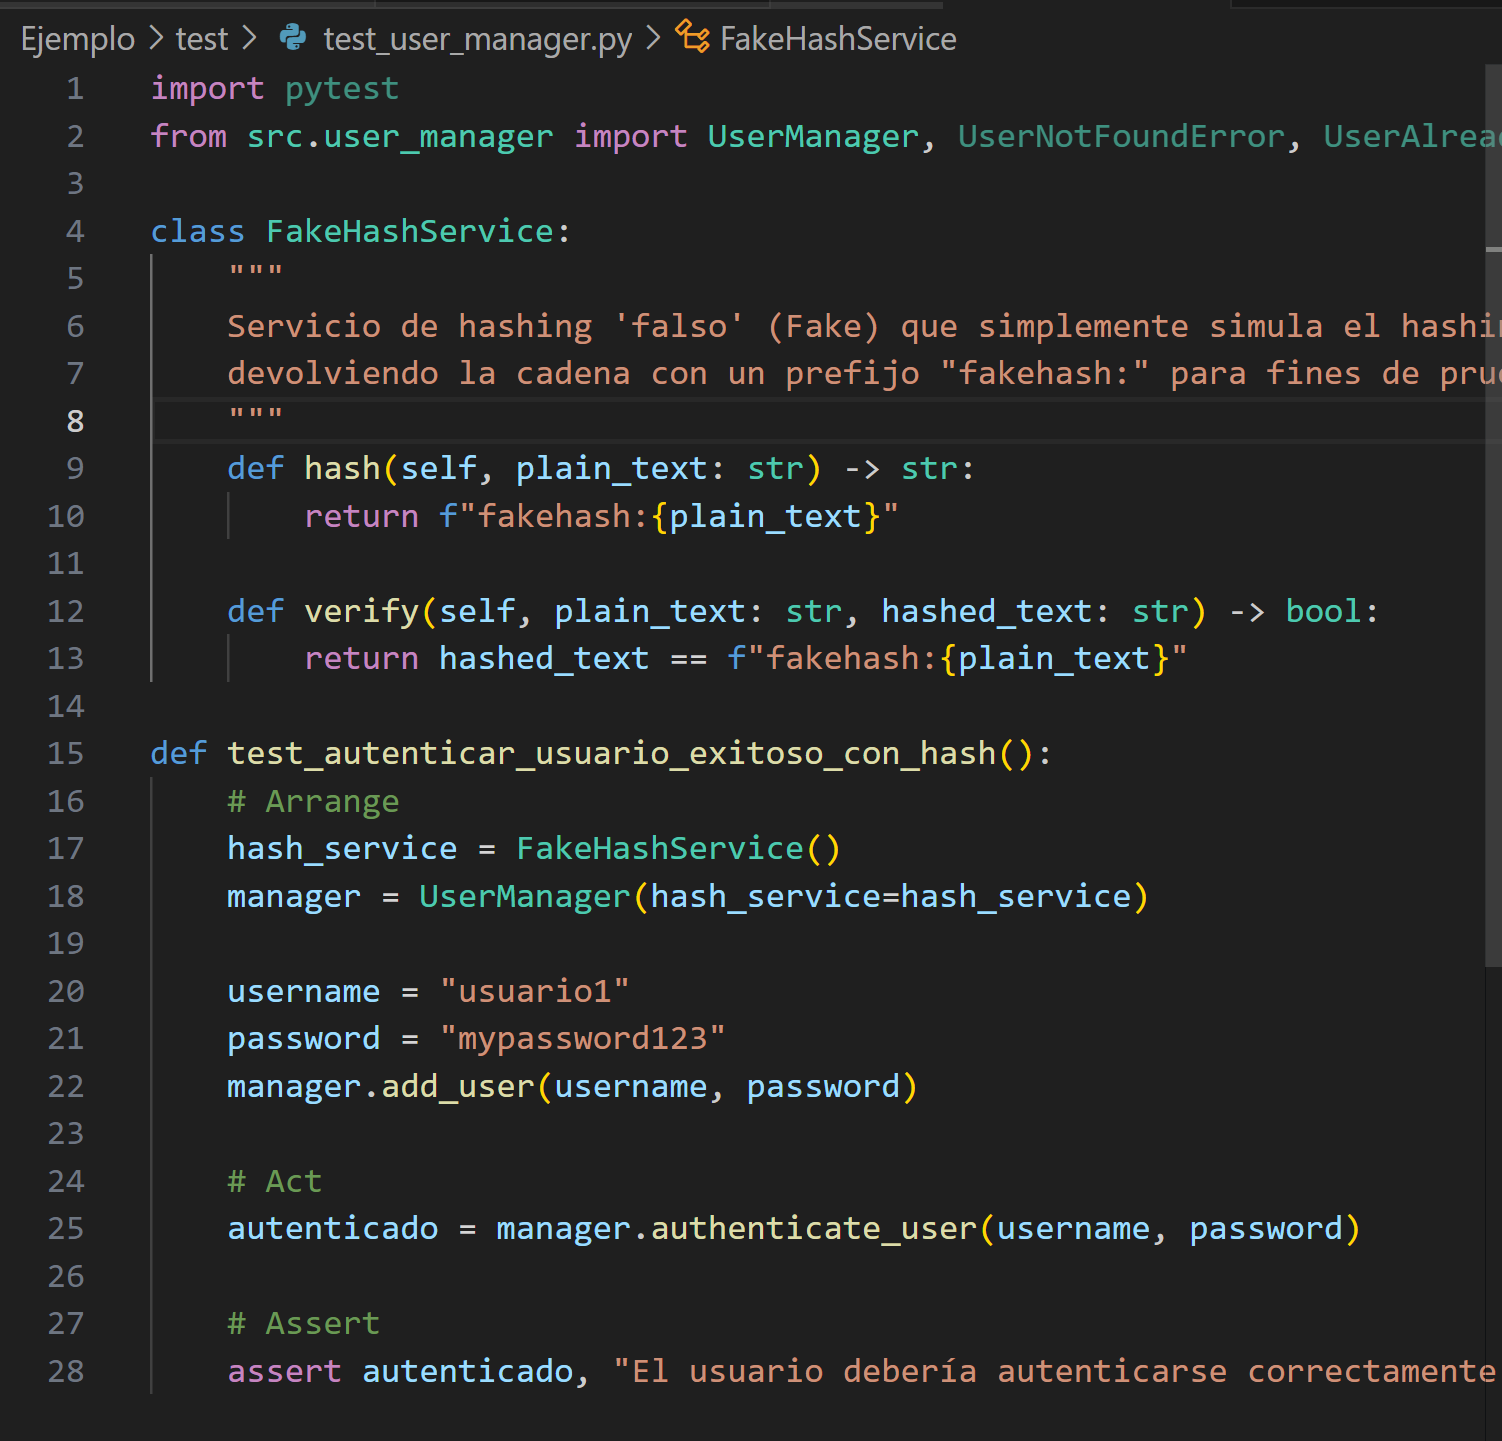 Ejemplo > test > test_user_manager.py > FakeHashService
1 import pytest
2 from src.user_manager import UserManager, UserNotFoundError, UserAlrea
3
4 class FakeHashService:
5     """
6     Servicio de hashing 'falso' (Fake) que simplemente simula el hashi
7     devolviendo la cadena con un prefijo "fakehash:" para fines de pru
8     """
9     def hash(self, plain_text: str) -> str:
10         return f"fakehash:{plain_text}"
11
12     def verify(self, plain_text: str, hashed_text: str) -> bool:
13         return hashed_text == f"fakehash:{plain_text}"
14
15 def test_autenticar_usuario_exitoso_con_hash():
16     # Arrange
17     hash_service = FakeHashService()
18     manager = UserManager(hash_service=hash_service)
19
20     username = "usuario1"
21     password = "mypassword123"
22     manager.add_user(username, password)
23
24     # Act
25     autenticado = manager.authenticate_user(username, password)
26
27     # Assert
28     assert autenticado, "El usuario debería autenticarse correctamente